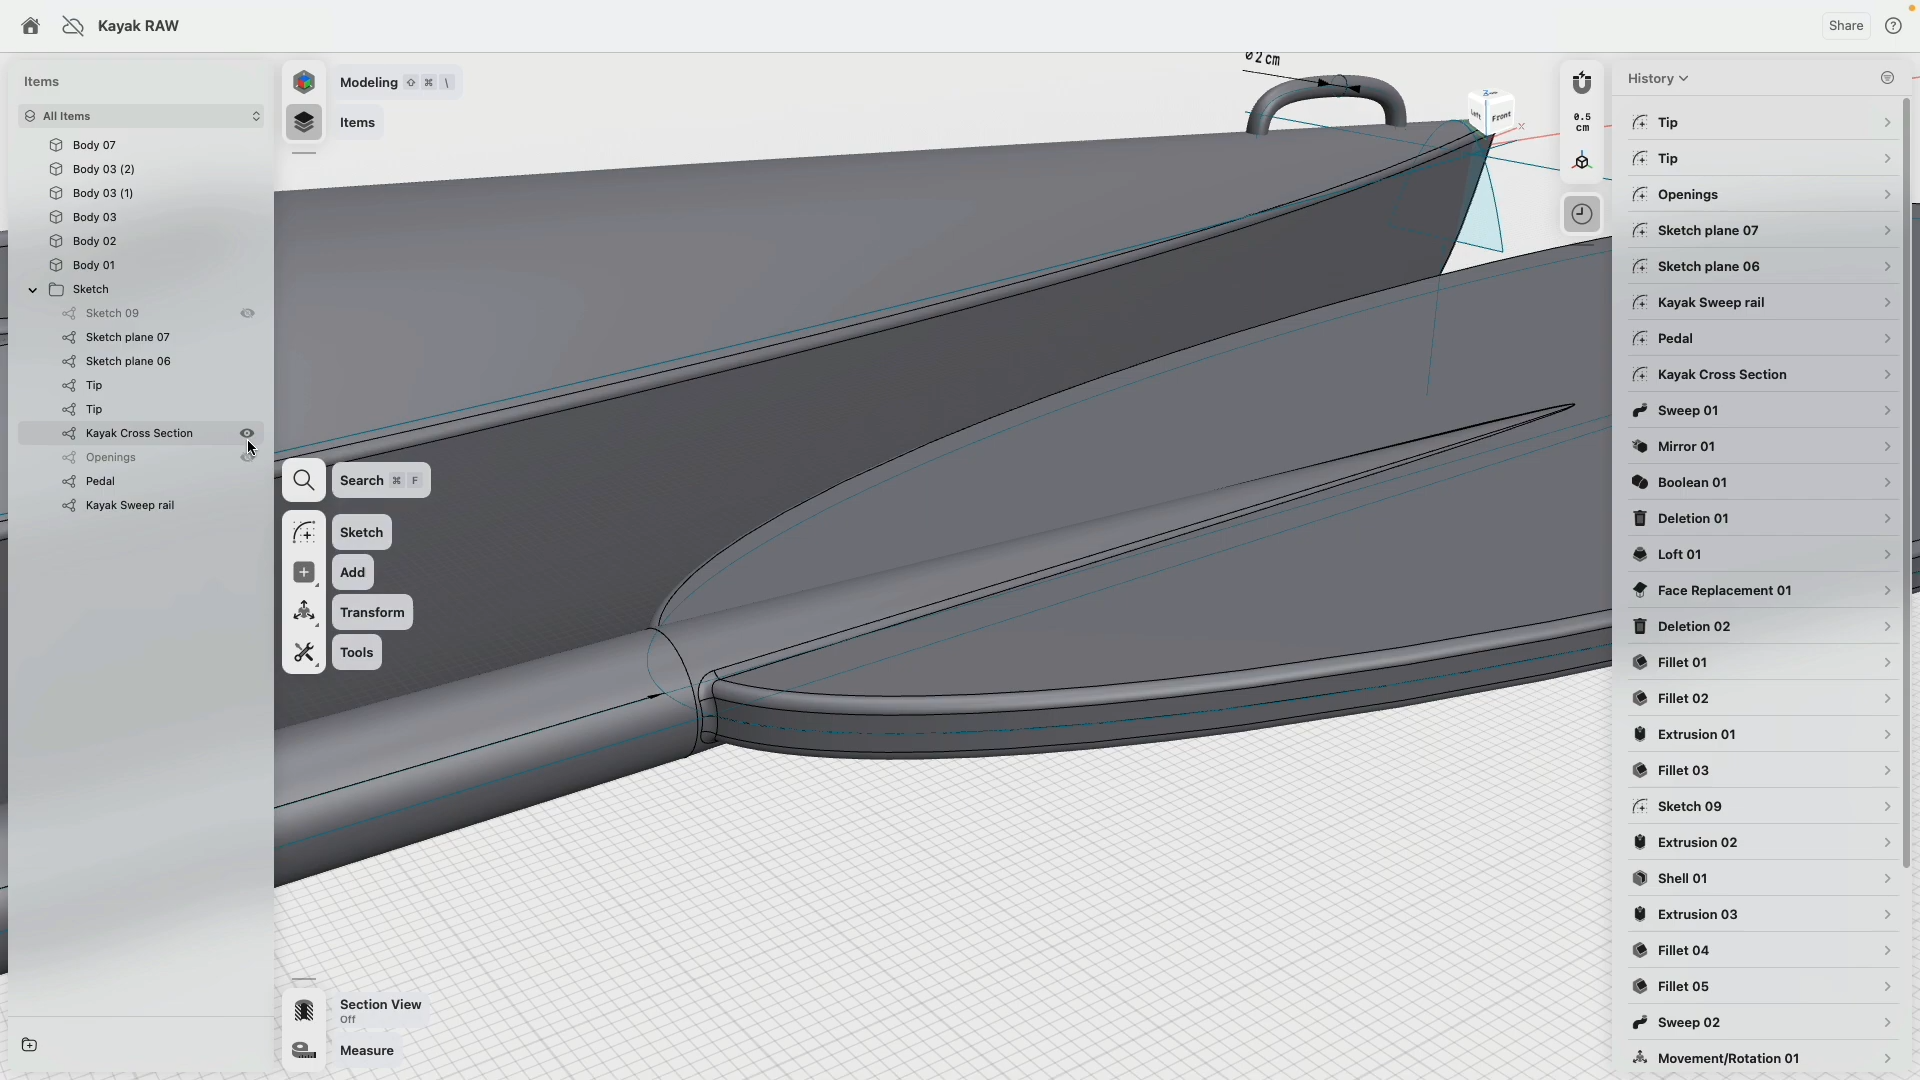 Kayak RAW
Share
Items
All Items
Body 07
Body 03 (2)
Body 03 (1)
Body 03
Body 02
Body 01
Sketch
Sketch 09
Sketch plane 07
Sketch plane 06
Tip
Tip
Kayak Cross Section
Openings
Pedal
Kayak Sweep rail
Modeling ⇧ ⌘ \
Items
Search ⌘ F
Sketch
Add
Transform
Tools
Section View
Off
Measure
⌀2 cm
Z
Left
Front
X
0.5
cm
History
Tip
Tip
Openings
Sketch plane 07
Sketch plane 06
Kayak Sweep rail
Pedal
Kayak Cross Section
Sweep 01
Mirror 01
Boolean 01
Deletion 01
Loft 01
Face Replacement 01
Deletion 02
Fillet 01
Fillet 02
Extrusion 01
Fillet 03
Sketch 09
Extrusion 02
Shell 01
Extrusion 03
Fillet 04
Fillet 05
Sweep 02
Movement/Rotation 01